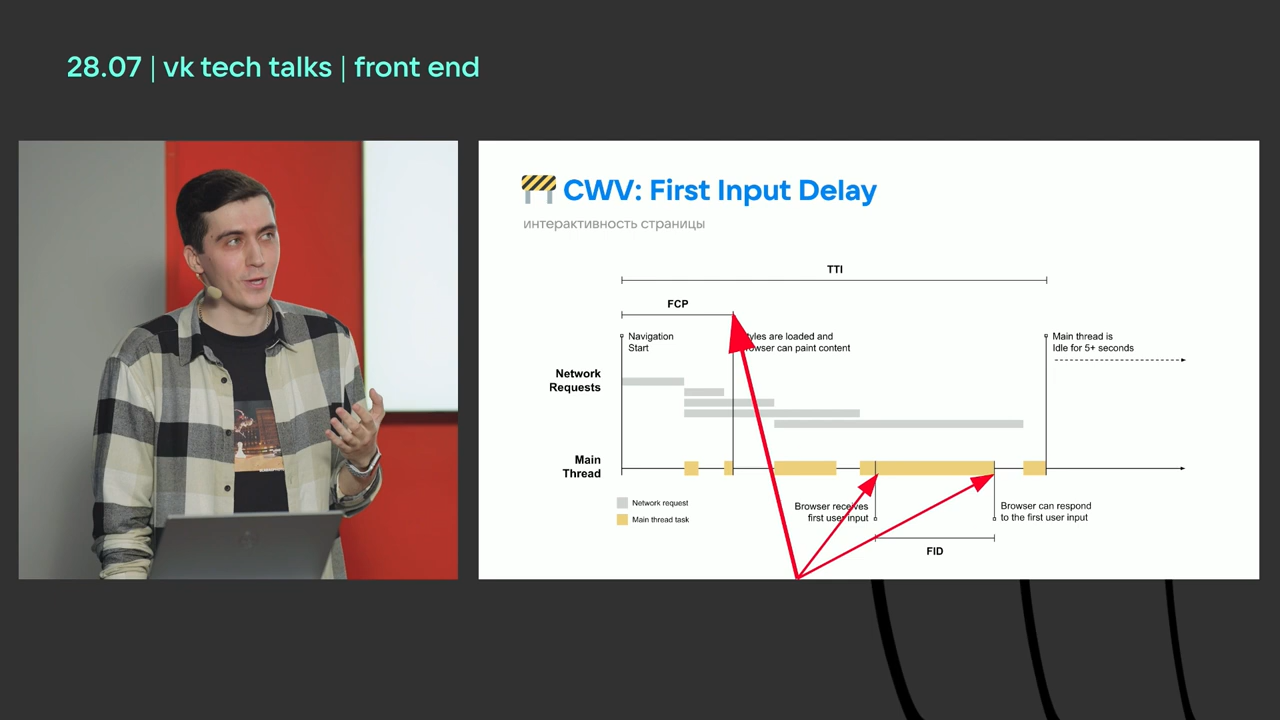 28.07 | vk tech talks | front end
CWV: First Input Delay
интерактивность страницы
TTI
FCP
Navigation
Start
are loaded and
can paint content
Main thread is
Idle for 5+ seconds
Network
Requests
Main
Thread
Network request
Main thread task
Browser receives
first user input
Browser can respond
to the first user input
FID